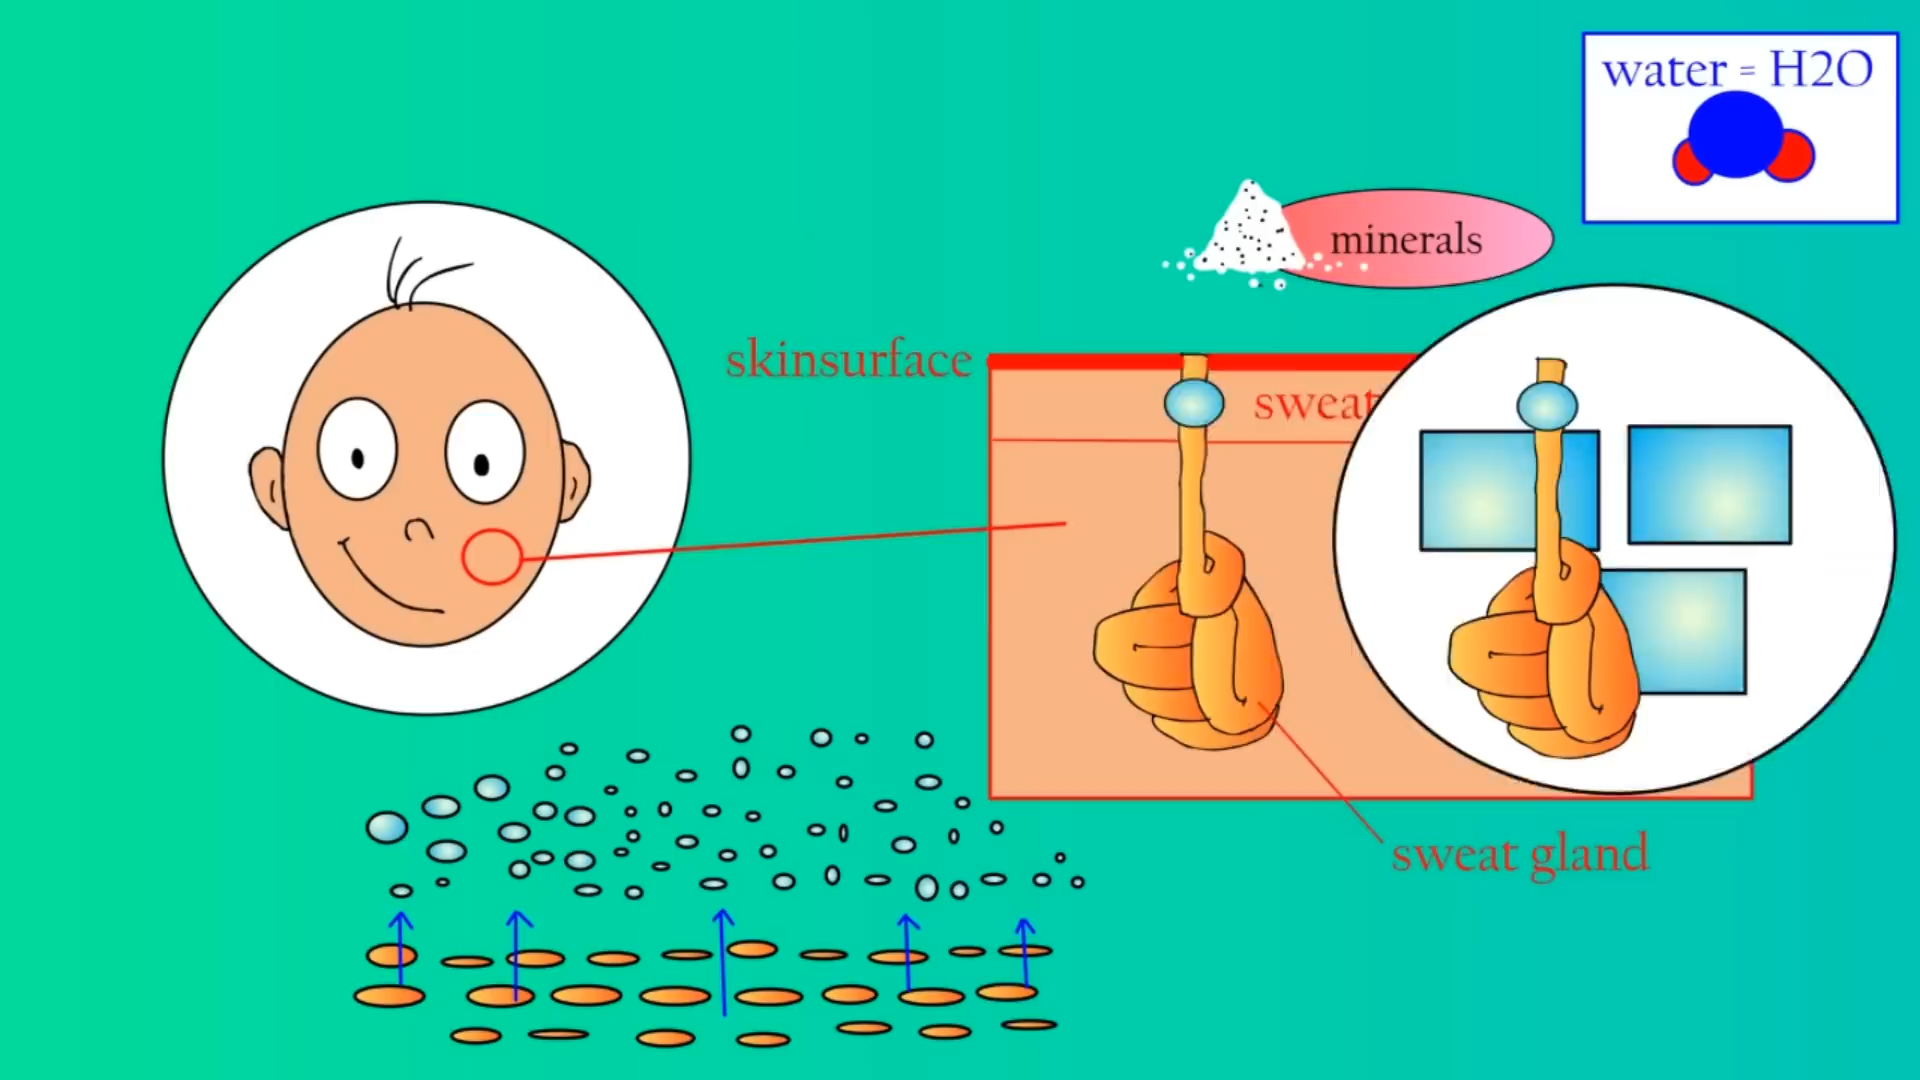 water = H2O
minerals
skinsurface
sweat
sweat gland